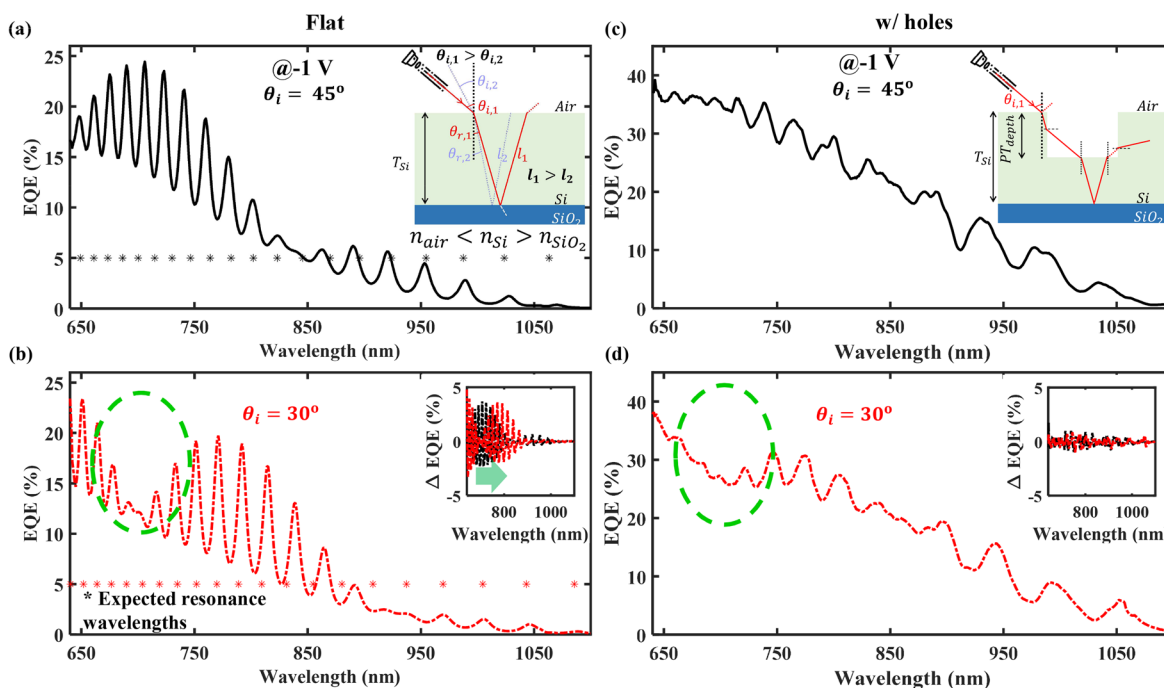 Flat
w/ holes
(a)
25
20
15
10
5
0
EQE (%)
650
750
850
950
1050
Wavelength (nm)
@-1 V
θi = 45º
θi,1 > θi,2
θi,2
θi,1
Air
θr,1
θr,2
l2
l1
l1 > l2
TSi
Si
SiO2
nair < nSi > nSiO2
(c)
40
30
20
10
0
EQE (%)
650
750
850
950
1050
Wavelength (nm)
@-1 V
θi = 45º
θi,1
Air
TSi
PTdepth
Si
SiO2
(b)
25
20
15
10
5
0
EQE (%)
650
750
850
950
1050
Wavelength (nm)
θi = 30º
* Expected resonance
wavelengths
5
0
−5
Δ EQE (%)
800
1000
Wavelength (nm)
(d)
40
30
20
10
0
EQE (%)
650
750
850
950
1050
Wavelength (nm)
θi = 30º
5
0
−5
Δ EQE (%)
800
1000
Wavelength (nm)